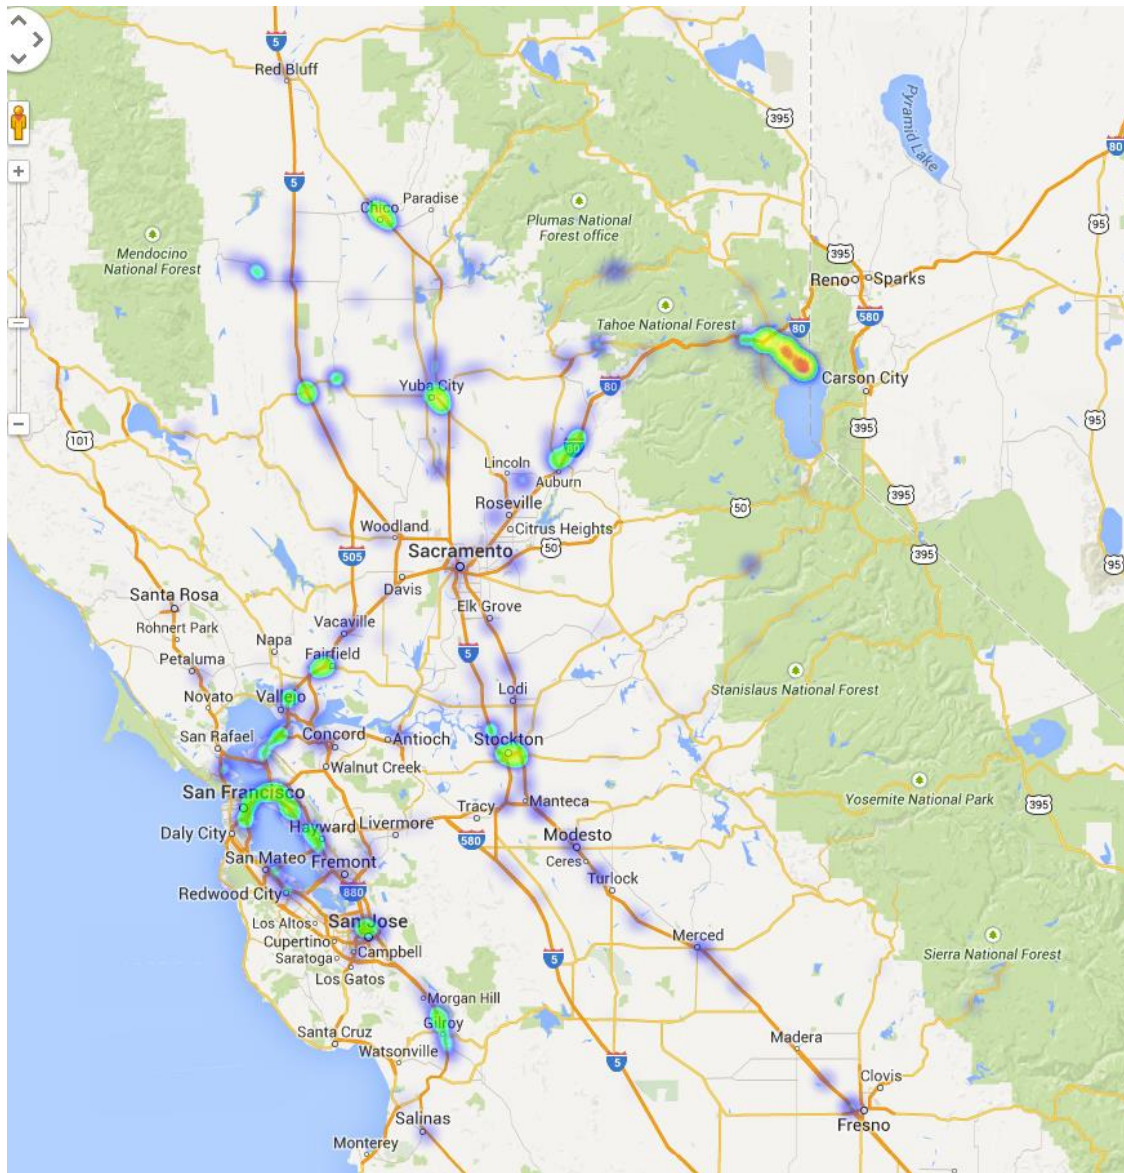 5
Red Bluff
395
Pyramid Lake
80
5
Paradise
Chico
Plumas National
Forest office
95
Mendocino
National Forest
395
Reno
Sparks
580
Tahoe National Forest
80
Yuba City
80
Carson City
395
95
101
80
Lincoln
Auburn
Roseville
395
50
Woodland
Citrus Heights
Sacramento
50
505
395
95
Davis
Santa Rosa
Elk Grove
Rohnert Park
Vacaville
Napa
5
Petaluma
Fairfield
Novato
Vallejo
Lodi
Stanislaus National Forest
San Rafael
Concord
Antioch
Stockton
Walnut Creek
San Francisco
Tracy
Manteca
Yosemite National Park
395
Daly City
Hayward
Livermore
580
Modesto
San Mateo
Fremont
Ceres
Redwood City
880
Turlock
Los Altos
San Jose
Cupertino
Campbell
Merced
Saratoga
Los Gatos
5
Sierra National Forest
Morgan Hill
Gilroy
Santa Cruz
Watsonville
Madera
5
Clovis
Salinas
Fresno
Monterey